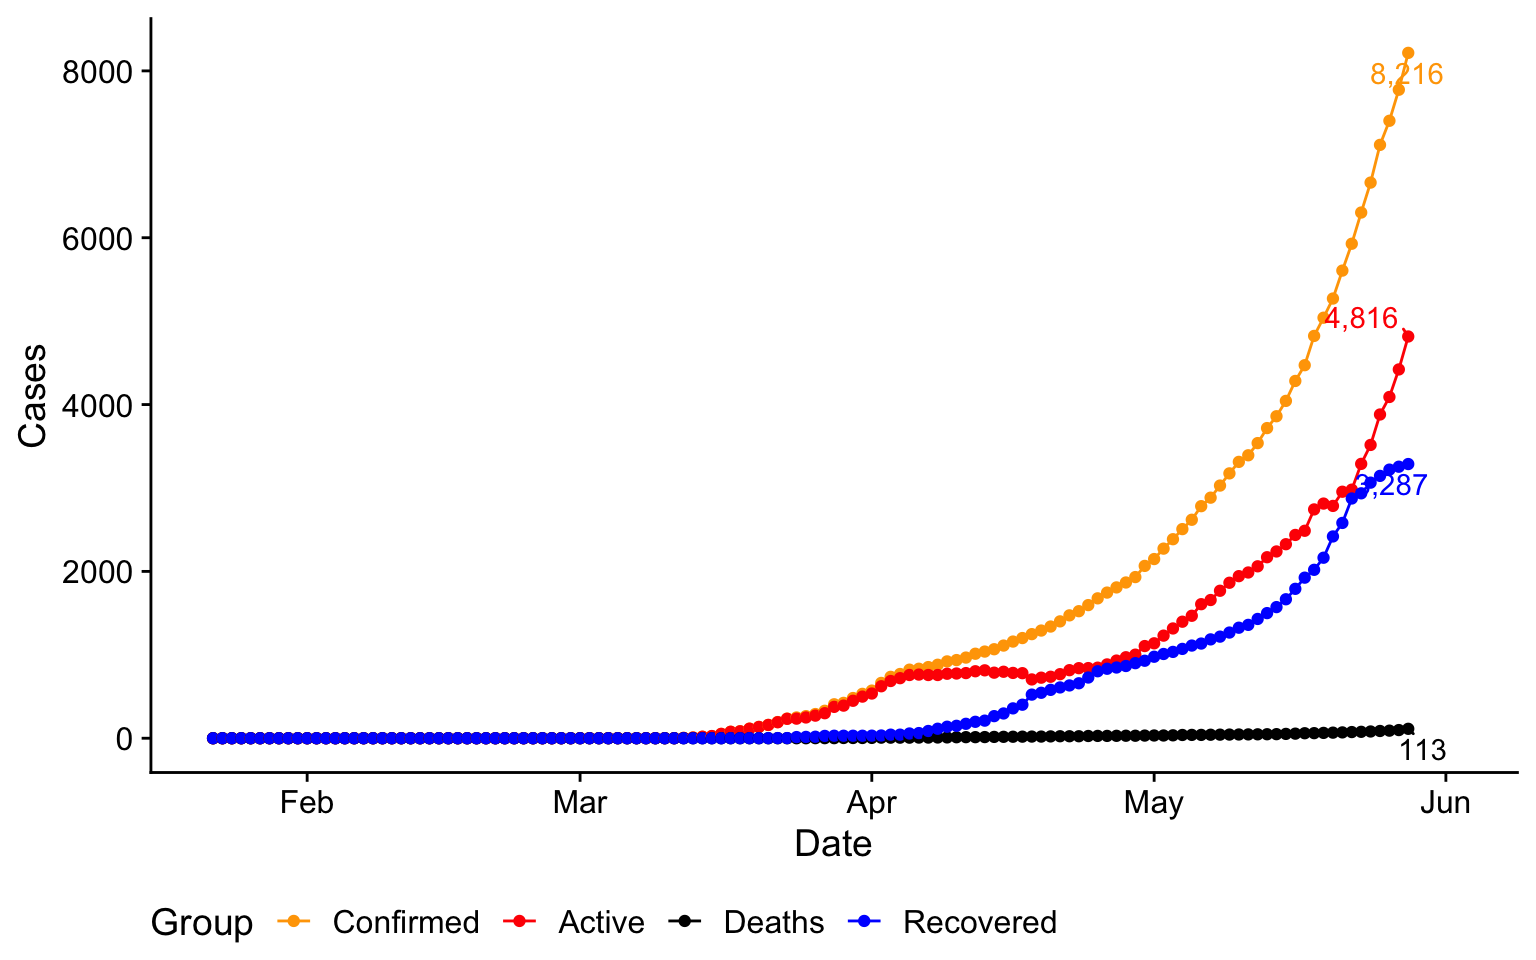 8000
8,216
6000
4,816
Cases
4000
3,287
2000
0
113
Feb Mar Apr May Jun
Date
Group Confirmed Active Deaths Recovered